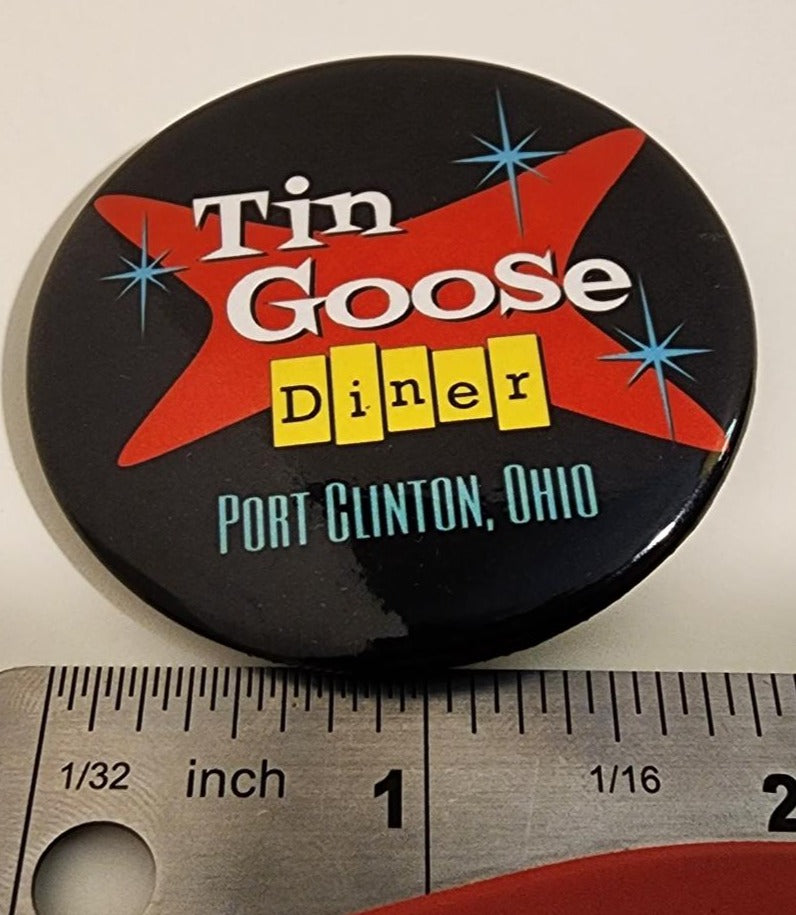 Tin
Goose
Diner
PORT CLINTON, OHIO
1/32 inch 1 1/16 2